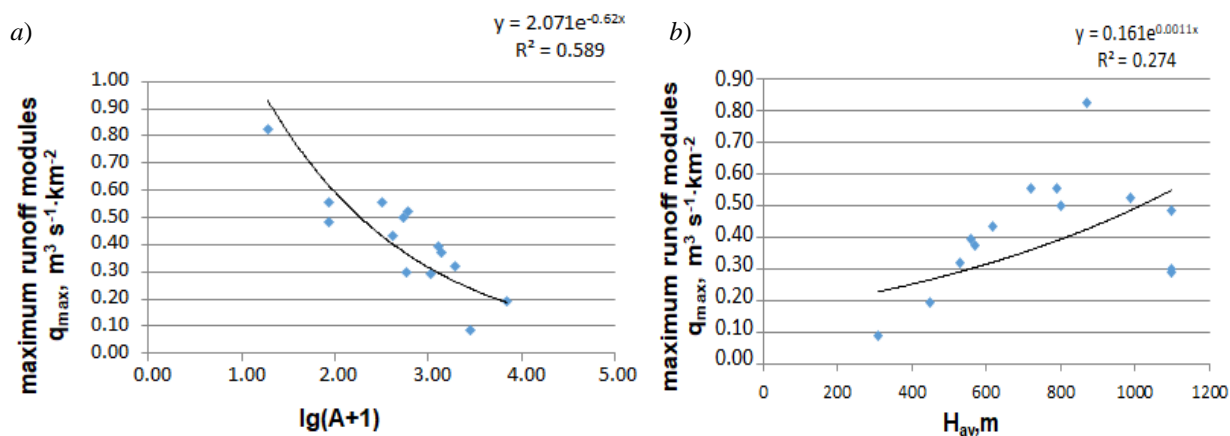 a)
y = 2.071e^-0.62x
R² = 0.589
maximum runoff modules
q_max, m³ s⁻¹·km⁻²
1.00
0.90
0.80
0.70
0.60
0.50
0.40
0.30
0.20
0.10
0.00
0.00 1.00 2.00 3.00 4.00 5.00
lg(A+1)
b)
y = 0.161e^0.0011x
R² = 0.274
maximum runoff modules
q_max, m³ s⁻¹·km⁻²
0.90
0.80
0.70
0.60
0.50
0.40
0.30
0.20
0.10
0.00
0 200 400 600 800 1000 1200
H_av,m